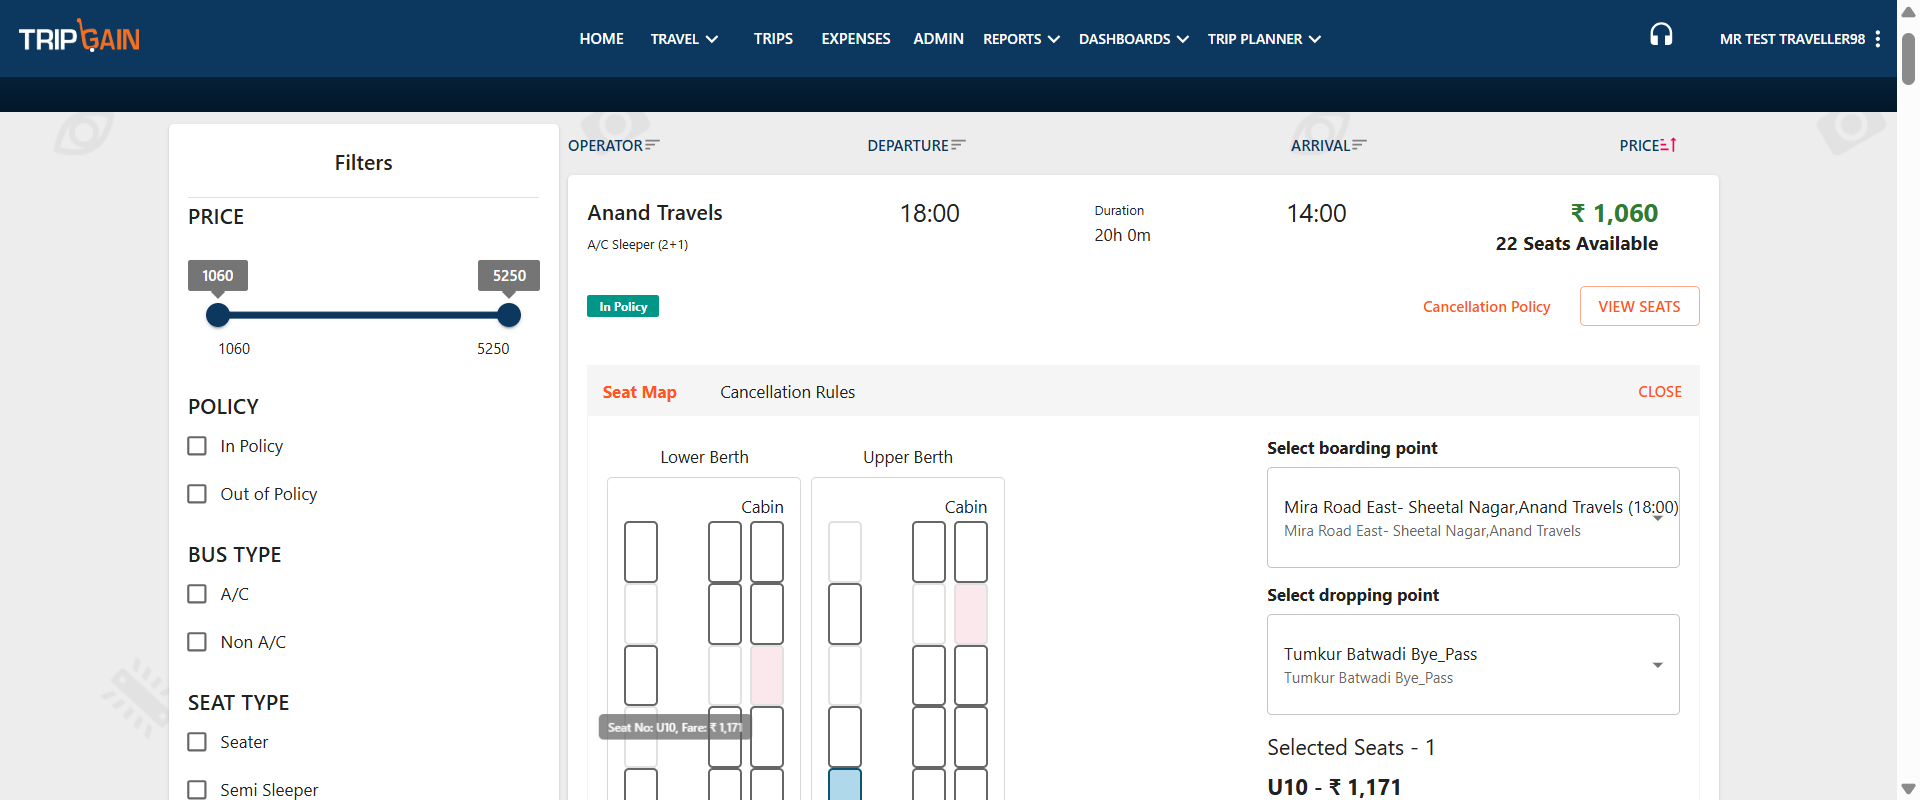 TRIPGAIN
HOME
TRAVEL
TRIPS
EXPENSES
ADMIN
REPORTS
DASHBOARDS
TRIP PLANNER
MR TEST TRAVELLER98
Filters
PRICE
1060
5250
1060
5250
POLICY
In Policy
Out of Policy
BUS TYPE
A/C
Non A/C
SEAT TYPE
Seater
Semi Sleeper
OPERATOR
DEPARTURE
ARRIVAL
PRICE
Anand Travels
A/C Sleeper (2+1)
18:00
Duration
20h 0m
14:00
₹ 1,060
22 Seats Available
In Policy
Cancellation Policy
VIEW SEATS
Seat Map
Cancellation Rules
CLOSE
Lower Berth
Upper Berth
Cabin
Cabin
Seat No: U10, Fare: ₹ 1,171
Select boarding point
Mira Road East- Sheetal Nagar,Anand Travels (18:00)
Mira Road East- Sheetal Nagar,Anand Travels
Select dropping point
Tumkur Batwadi Bye_Pass
Tumkur Batwadi Bye_Pass
Selected Seats - 1
U10 - ₹ 1,171